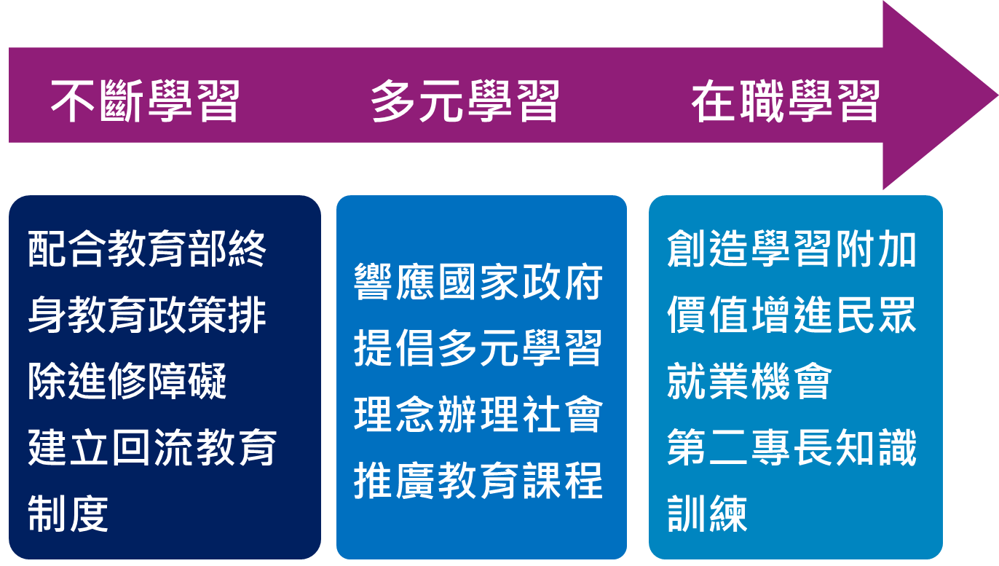 不斷學習
多元學習
在職學習
配合教育部終
身教育政策排
除進修障礙
建立回流教育
制度
響應國家政府
提倡多元學習
理念辦理社會
推廣教育課程
創造學習附加
價值增進民眾
就業機會
第二專長知識
訓練